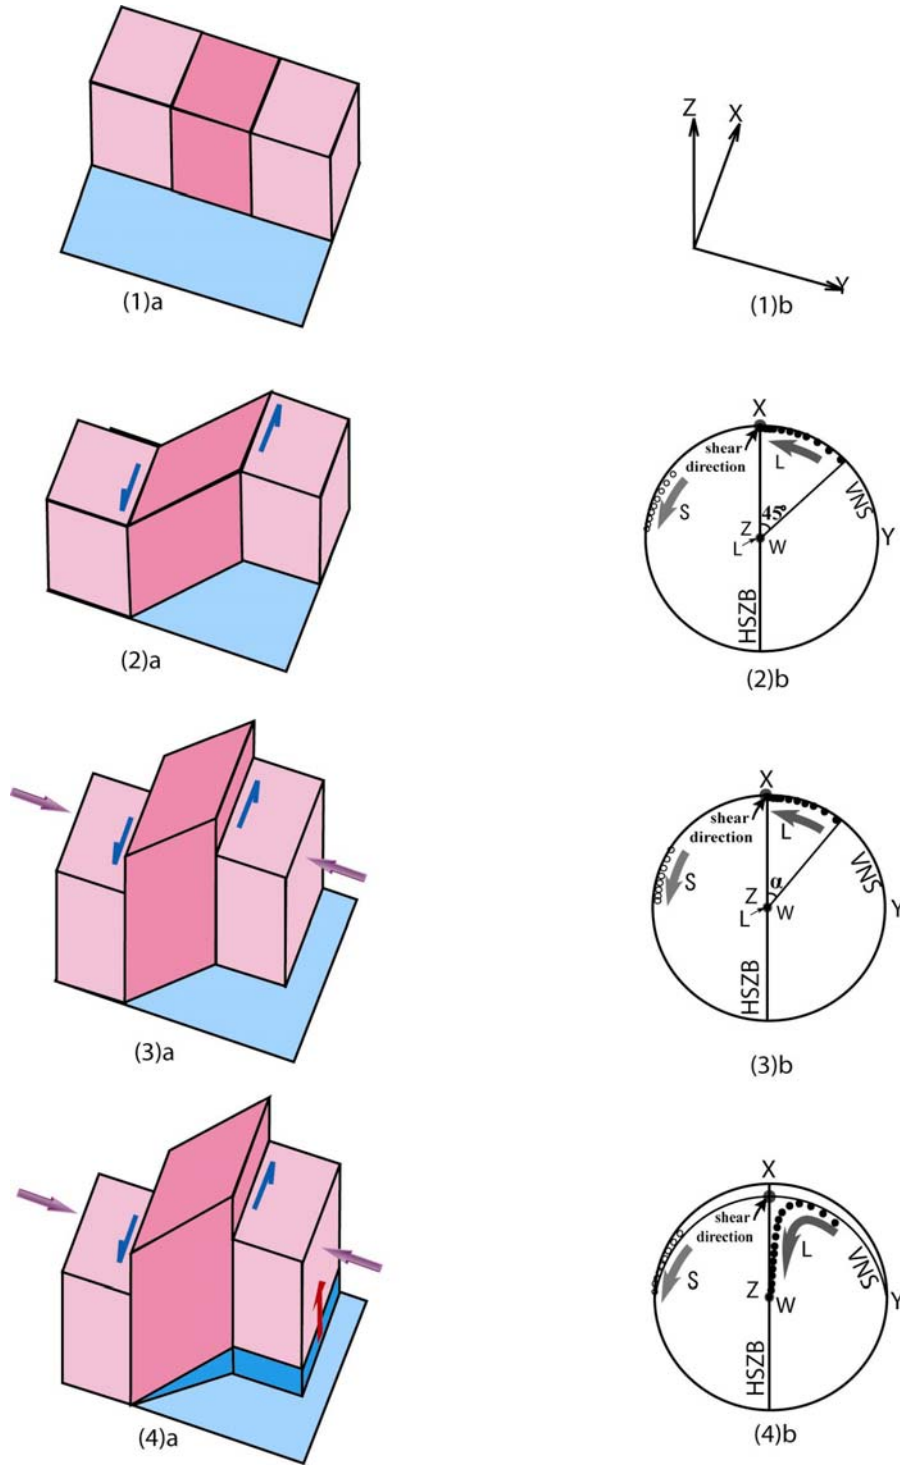 Z
X
Y
(1)a
(1)b
X
shear
direction
L
VNS
S
45°
Z
Y
L
W
HSZB
(2)a
(2)b
X
shear
direction
L
VNS
S
α
Z
Y
L
W
HSZB
(3)a
(3)b
X
shear
direction
L
VNS
S
Z
Y
W
HSZB
(4)a
(4)b